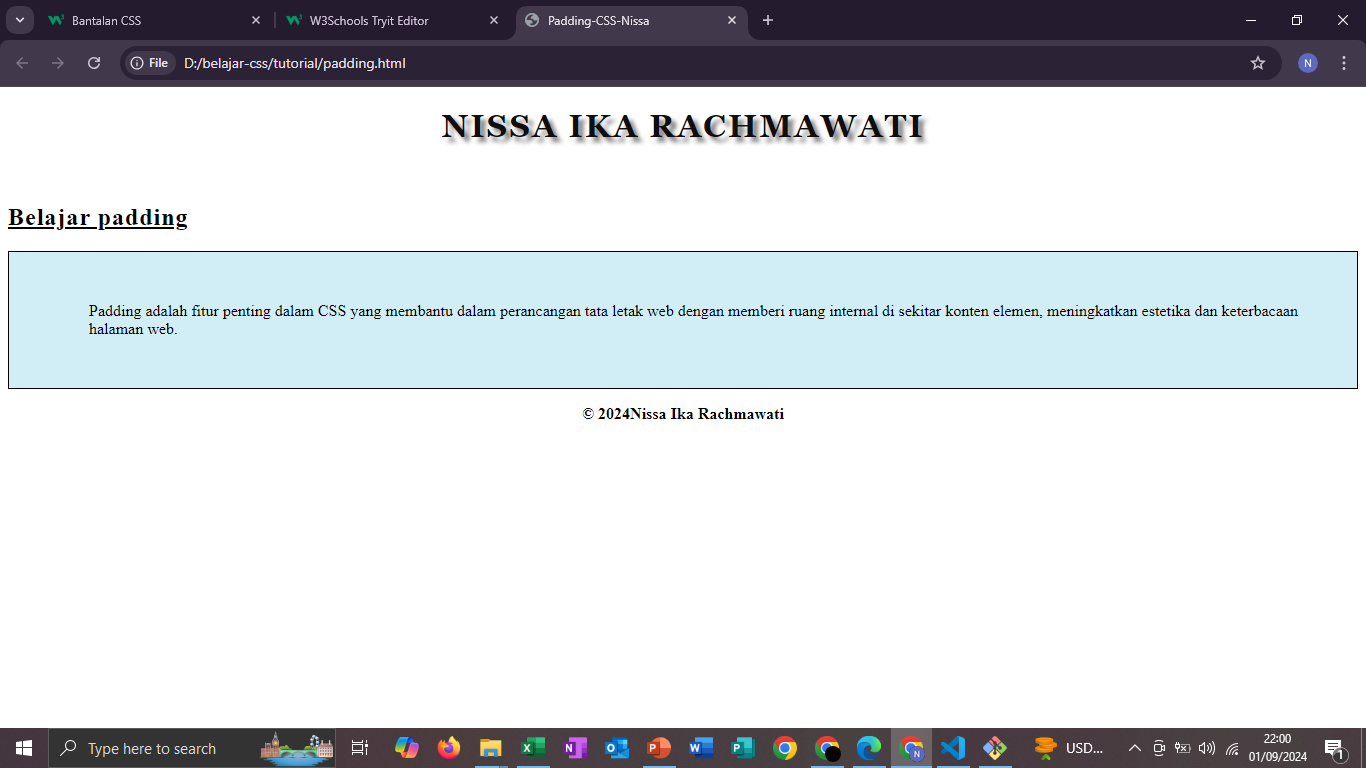 Bantalan CSS
W3Schools Tryit Editor
Padding-CSS-Nissa
File
D:/belajar-css/tutorial/padding.html
N
NISSA IKA RACHMAWATI
Belajar padding
Padding adalah fitur penting dalam CSS yang membantu dalam perancangan tata letak web dengan memberi ruang internal di sekitar konten elemen, meningkatkan estetika dan keterbacaan
halaman web.
© 2024Nissa Ika Rachmawati
Type here to search
USD...
22:00
01/09/2024
1